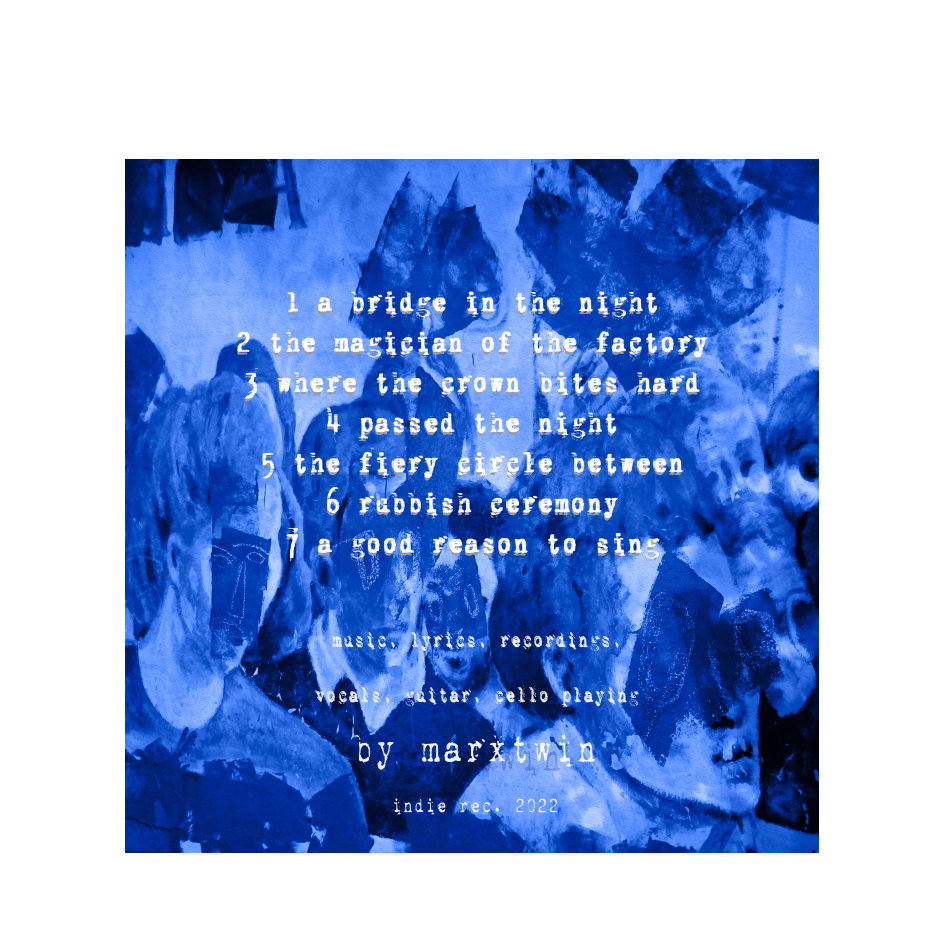 1 a bridge in the night
2 the magician of the factory
3 where the crown bites hard
4 passed the night
5 the fiery circle between
6 rubbish ceremony
7 a good reason to sing
music, lyrics, recordings,
vocals, guitar, cello playing
by marxtwin
indie rec. 2022